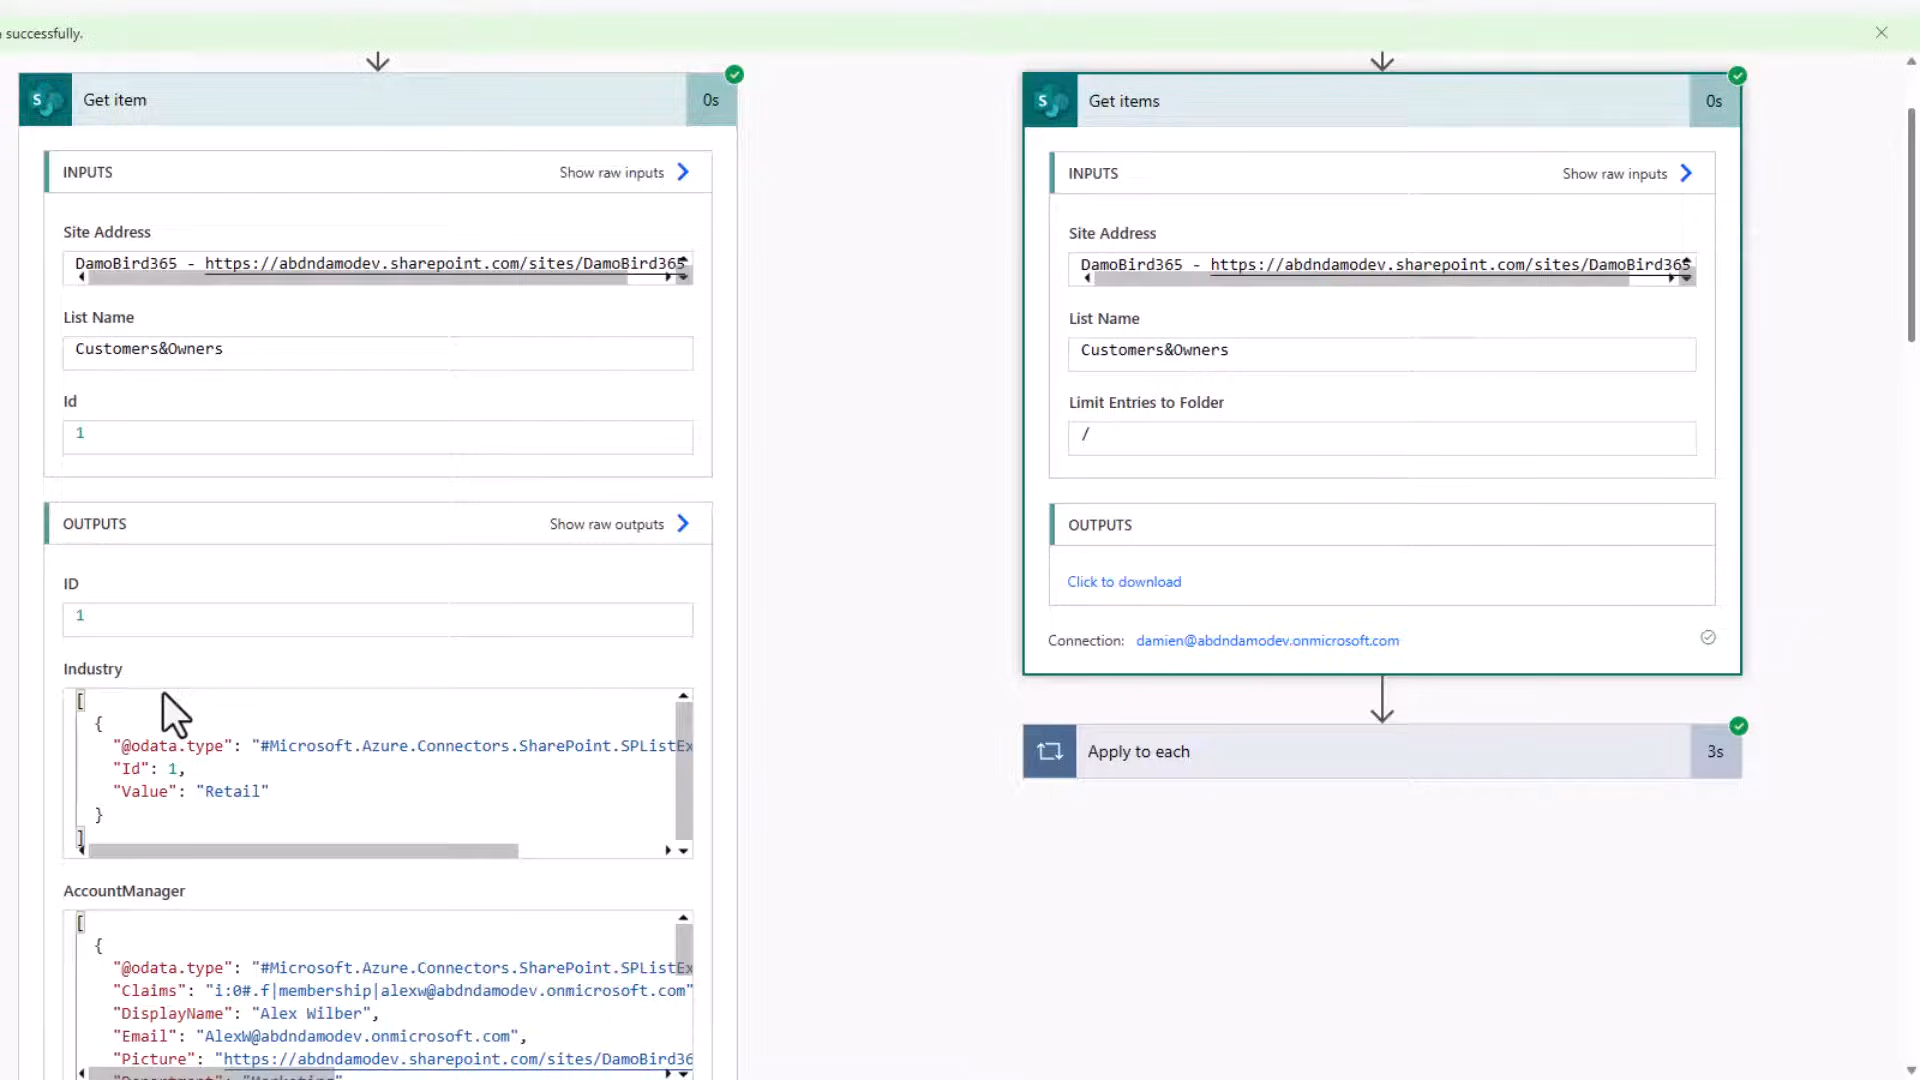 successfully.
Get item
0s
INPUTS
Show raw inputs
Site Address
DamoBird365 - https://abdndamodev.sharepoint.com/sites/DamoBird365
List Name
Customers&Owners
Id
1
OUTPUTS
Show raw outputs
ID
1
Industry
[
{
"@odata.type": "#Microsoft.Azure.Connectors.SharePoint.SPListEx
"Id": 1,
"Value": "Retail"
}
]
AccountManager
[
{
"@odata.type": "#Microsoft.Azure.Connectors.SharePoint.SPListEx
"Claims": "i:0#.f|membership|alexw@abdndamodev.onmicrosoft.com"
"DisplayName": "Alex Wilber",
"Email": "AlexW@abdndamodev.onmicrosoft.com",
"Picture": "https://abdndamodev.sharepoint.com/sites/DamoBird36
"Department": "Marketing"
Get items
0s
INPUTS
Show raw inputs
Site Address
DamoBird365 - https://abdndamodev.sharepoint.com/sites/DamoBird365
List Name
Customers&Owners
Limit Entries to Folder
/
OUTPUTS
Click to download
Connection: damien@abdndamodev.onmicrosoft.com
Apply to each
3s